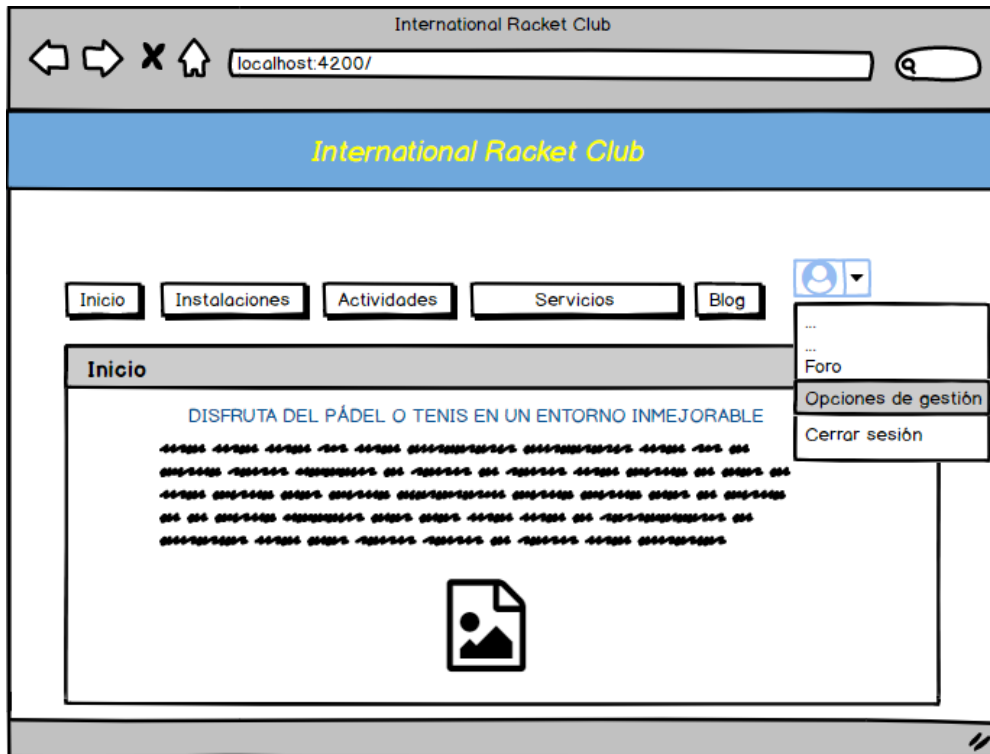 International Racket Club
localhost:4200/
International Racket Club
Inicio Instalaciones Actividades Servicios Blog
...
...
Foro
Opciones de gestión
Cerrar sesión
Inicio
DISFRUTA DEL PÁDEL O TENIS EN UN ENTORNO INMEJORABLE